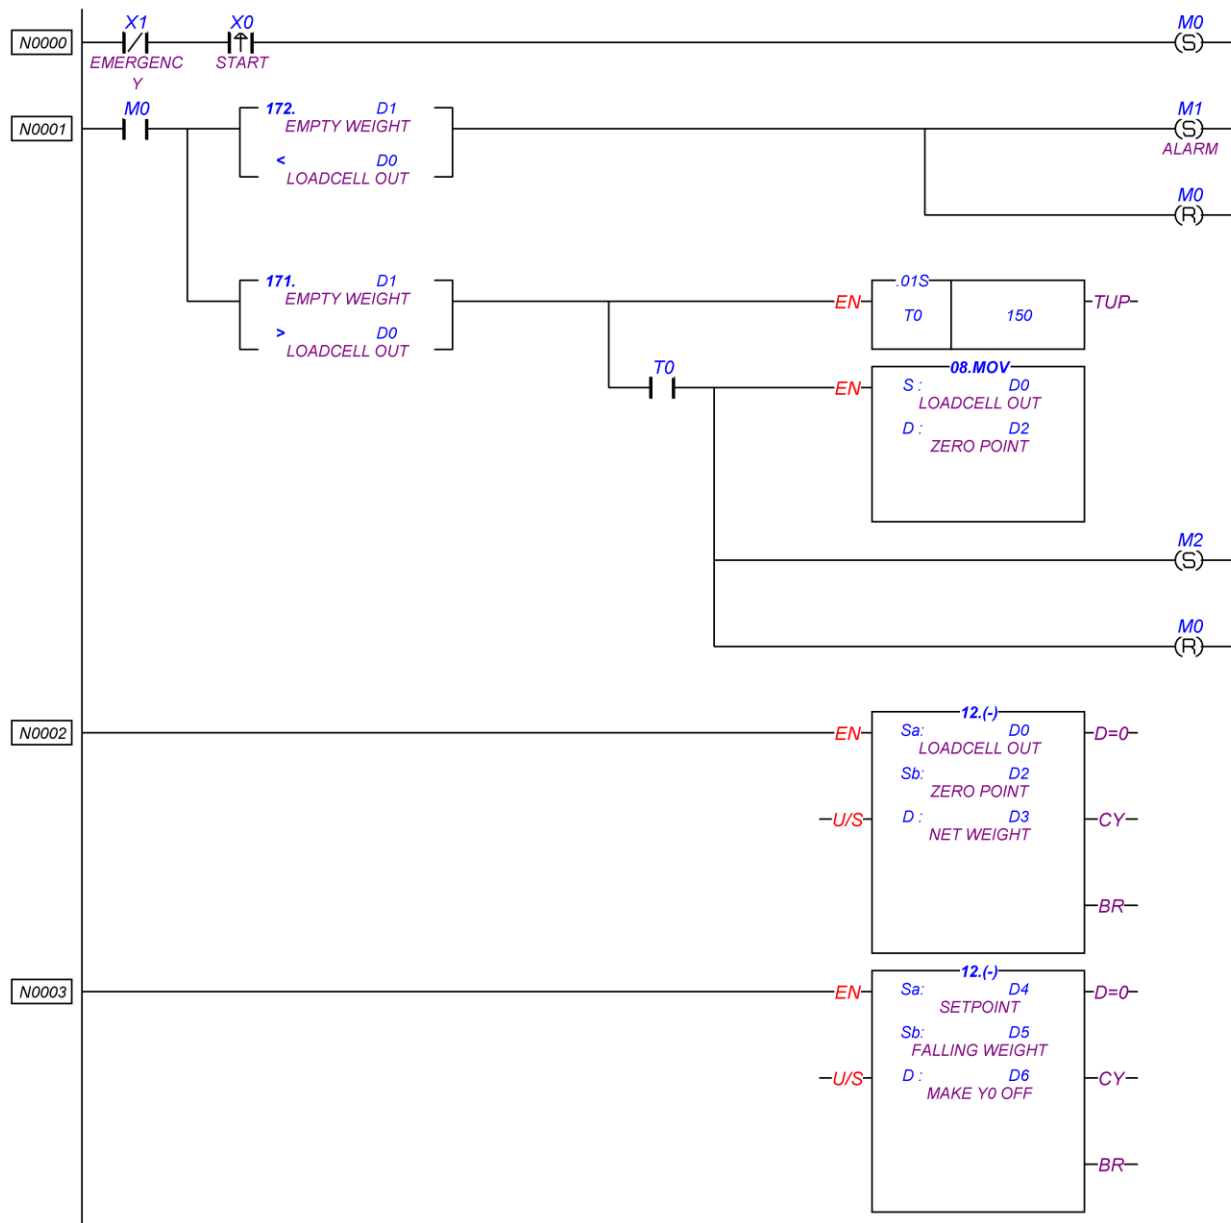 X1 X0 M0
N0000 / ↑ (S)
EMERGENC START
Y
M0 172. D1 M1
N0001 EMPTY WEIGHT (S)
< D0 ALARM
LOADCELL OUT
M0
(R)
171. D1 .01S
EMPTY WEIGHT EN T0 150 TUP
> D0
LOADCELL OUT
T0 08.MOV
EN S : D0
LOADCELL OUT
D : D2
ZERO POINT
M2
(S)
M0
(R)
12.(-)
N0002 EN Sa: D0 D=0
LOADCELL OUT
Sb: D2
ZERO POINT
U/S D : D3 CY
NET WEIGHT
BR
12.(-)
N0003 EN Sa: D4 D=0
SETPOINT
Sb: D5
FALLING WEIGHT
U/S D : D6 CY
MAKE Y0 OFF
BR